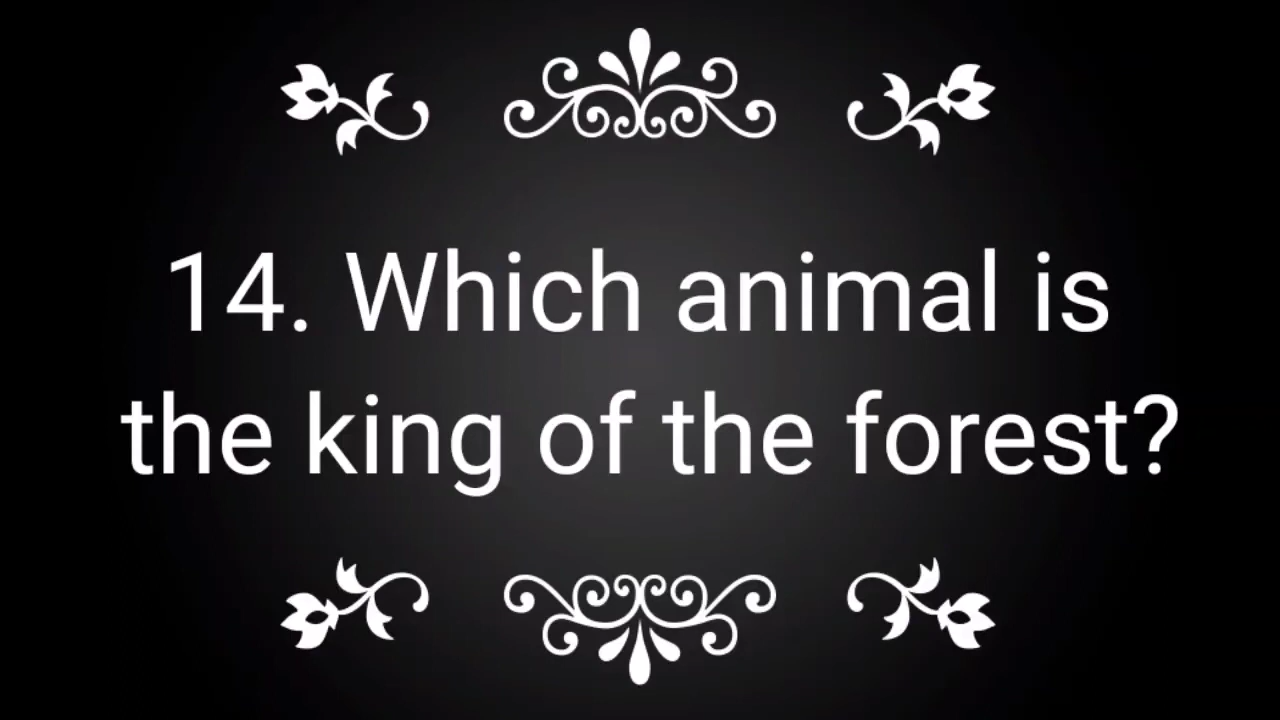 14. Which animal is
the king of the forest?